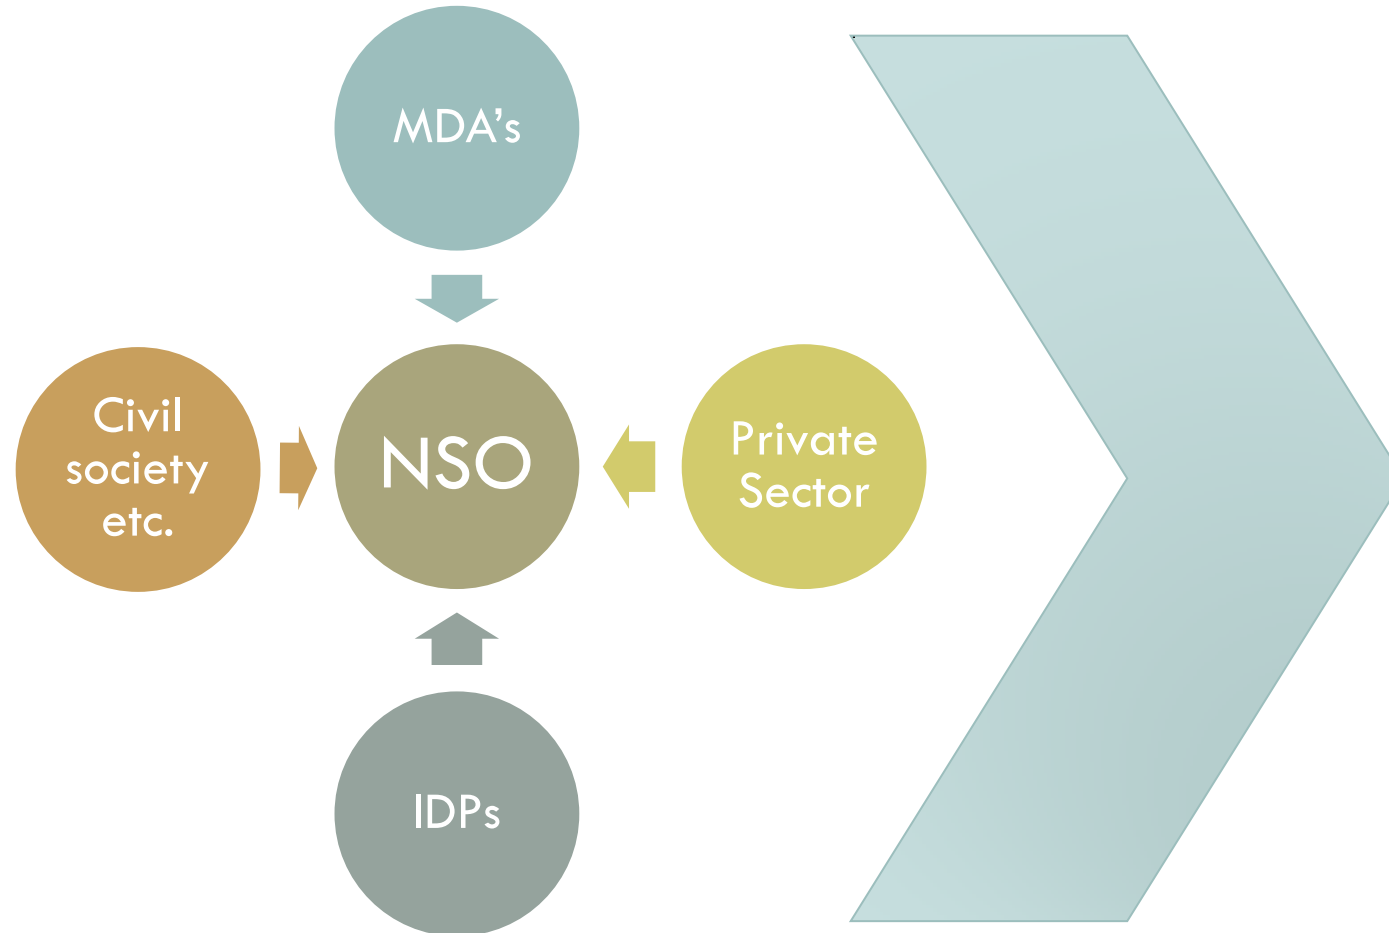 MDA’s
Civil
society
etc.
NSO
Private
Sector
IDPs